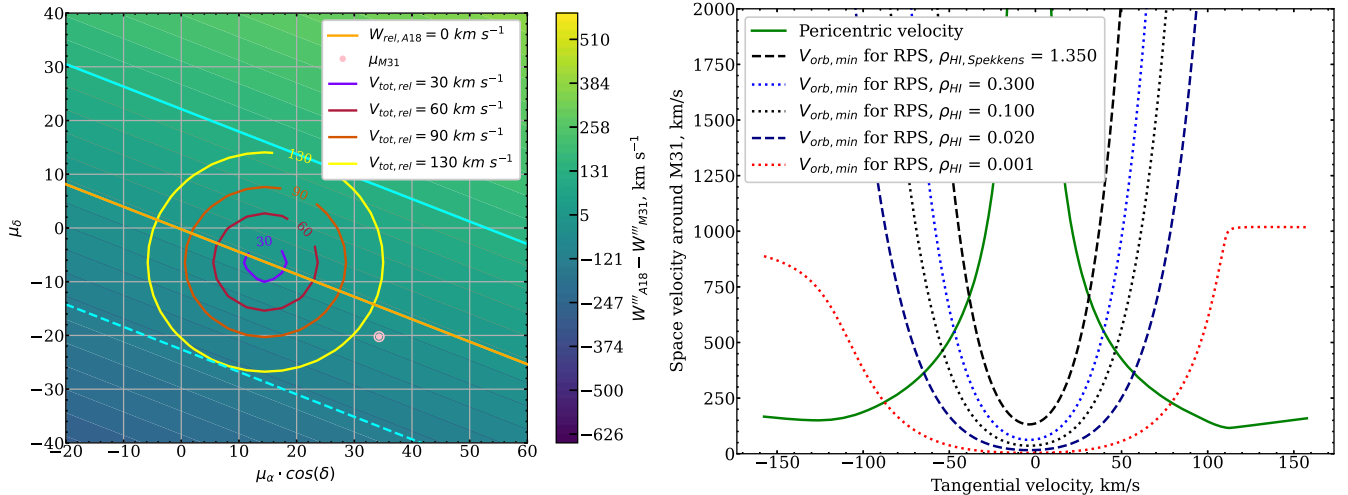 40
30
20
10
0
−10
−20
−30
−40
μ_δ
−20
−10
0
10
20
30
40
50
60
μ_α · cos(δ)
W_{rel, A18} = 0 km s⁻¹
μ_{M31}
V_{tot, rel} = 30 km s⁻¹
V_{tot, rel} = 60 km s⁻¹
V_{tot, rel} = 90 km s⁻¹
V_{tot, rel} = 130 km s⁻¹
130
90
60
30
510
384
258
131
5
−121
−247
−374
−500
−626
W‴_{A18} − W‴_{M31}, km s⁻¹
2000
1750
1500
1250
1000
750
500
250
0
Space velocity around M31, km/s
Pericentric velocity
V_{orb, min} for RPS, ρ_{HI, Spekkens} = 1.350
V_{orb, min} for RPS, ρ_{HI} = 0.300
V_{orb, min} for RPS, ρ_{HI} = 0.100
V_{orb, min} for RPS, ρ_{HI} = 0.020
V_{orb, min} for RPS, ρ_{HI} = 0.001
−150
−100
−50
0
50
100
150
Tangential velocity, km/s